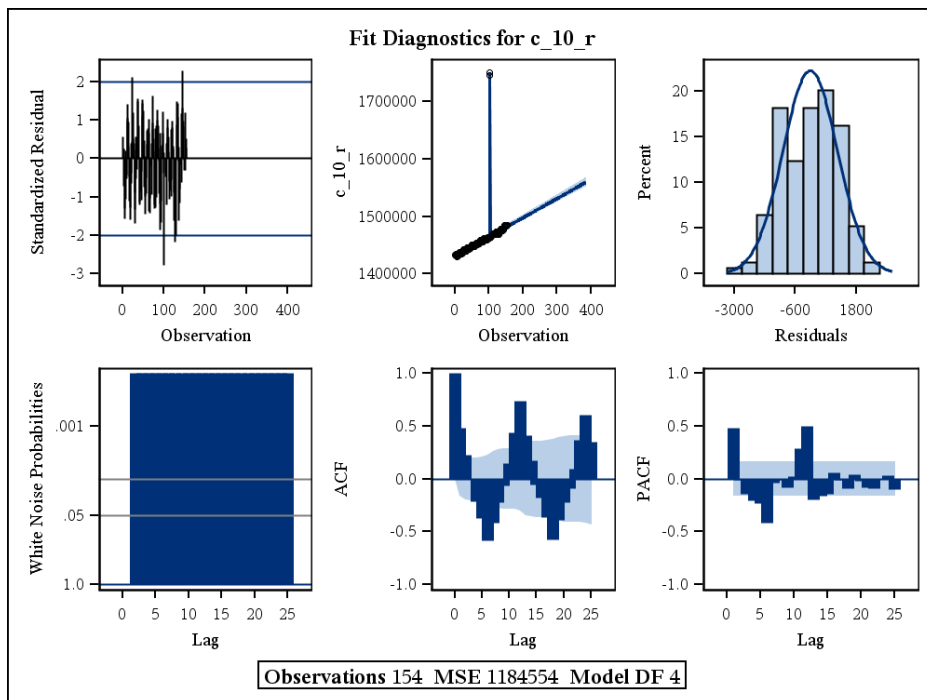 Fit Diagnostics for c_10_r
Standardized Residual
2
1
0
-1
-2
-3
0 100 200 300 400
Observation
c_10_r
1700000
1600000
1500000
1400000
0 100 200 300 400
Observation
Percent
20
15
10
5
0
-3000 -600 1800
Residuals
White Noise Probabilities
.001
.05
1.0
0 5 10 15 20 25
Lag
ACF
1.0
0.5
0.0
-0.5
-1.0
0 5 10 15 20 25
Lag
PACF
1.0
0.5
0.0
-0.5
-1.0
0 5 10 15 20 25
Lag
Observations 154 MSE 1184554 Model DF 4